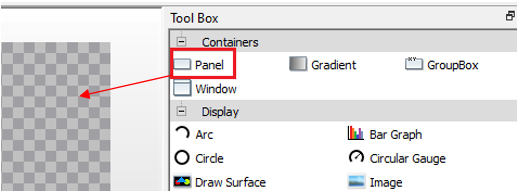 Tool Box
Containers
Panel Gradient GroupBox
Window
Display
Arc Bar Graph
Circle Circular Gauge
Draw Surface Image